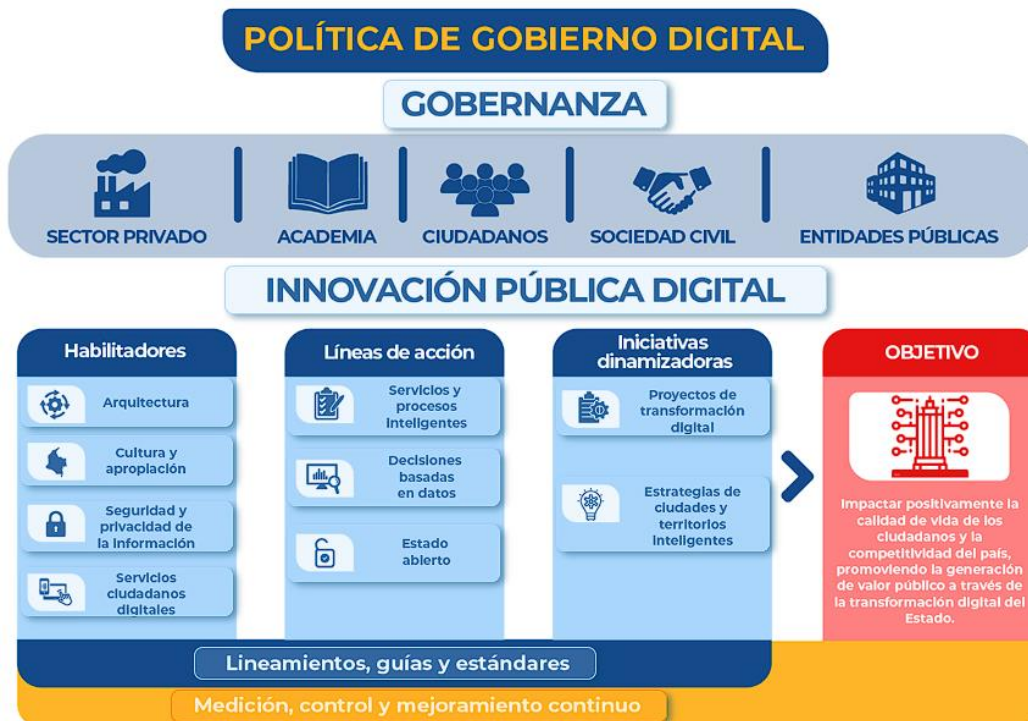 POLÍTICA DE GOBIERNO DIGITAL
GOBERNANZA
SECTOR PRIVADO
ACADEMIA
CIUDADANOS
SOCIEDAD CIVIL
ENTIDADES PÚBLICAS
INNOVACIÓN PÚBLICA DIGITAL
Habilitadores
Arquitectura
Cultura y
apropiación
Seguridad y
privacidad de
la información
Servicios
ciudadanos
digitales
Líneas de acción
Servicios y
procesos
inteligentes
Decisiones
basadas
en datos
Estado
abierto
Iniciativas
dinamizadoras
Proyectos de
transformación
digital
Estrategias de
ciudades y
territorios
inteligentes
OBJETIVO
Impactar positivamente la
calidad de vida de los
ciudadanos y la
competitividad del país,
promoviendo la generación
de valor público a través de
la transformación digital del
Estado.
Lineamientos, guías y estándares
Medición, control y mejoramiento continuo